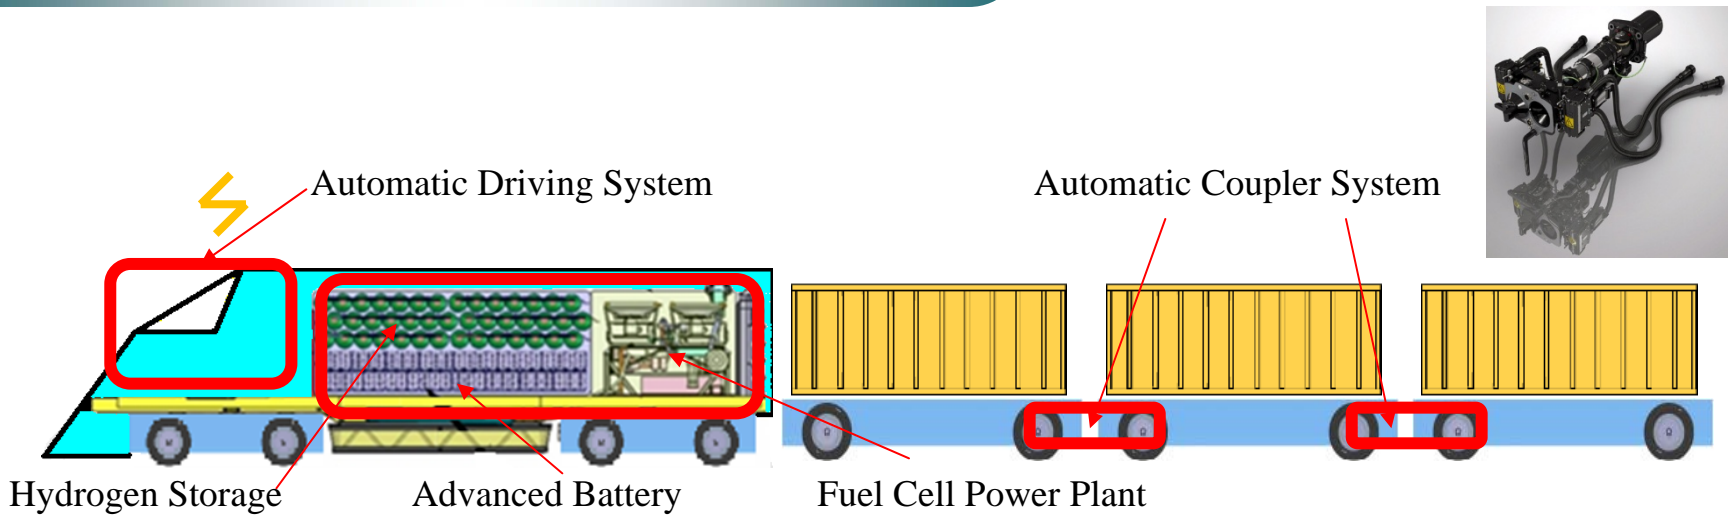 Automatic Driving System
Automatic Coupler System
Hydrogen Storage
Advanced Battery
Fuel Cell Power Plant